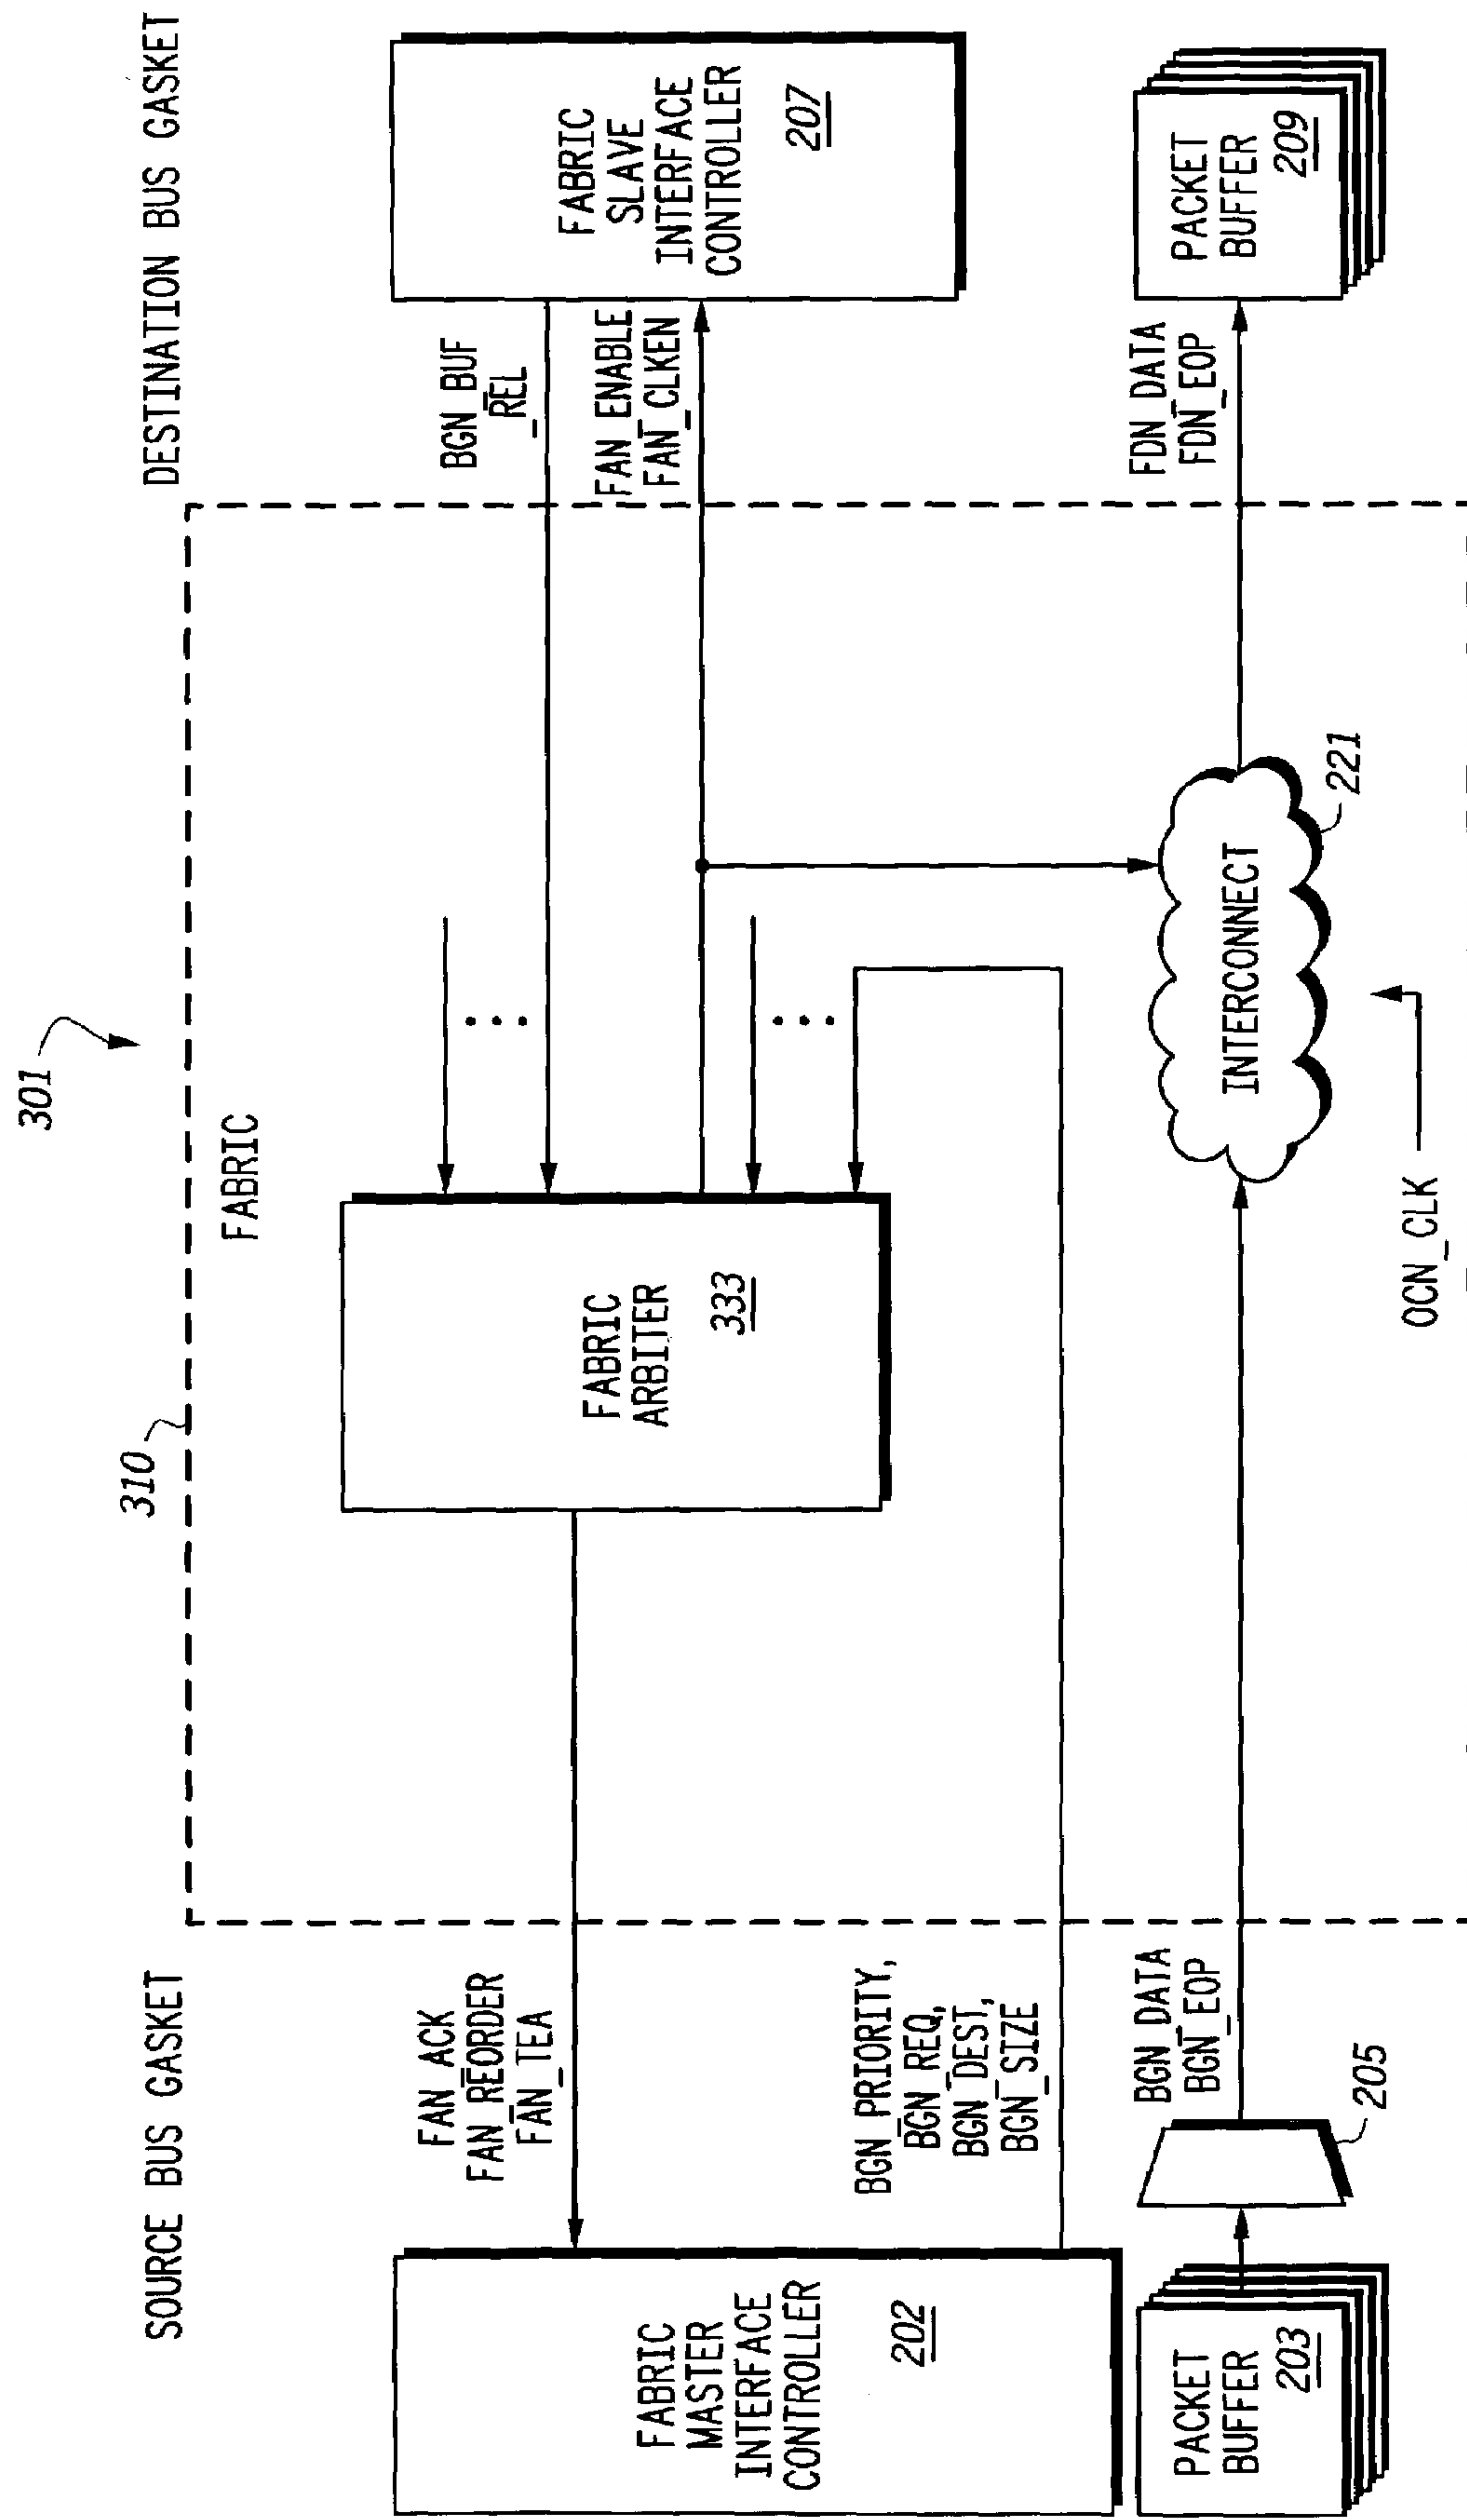 301
310
SOURCE BUS GASKET
FABRIC
DESTINATION BUS GASKET
FABRIC
MASTER
INTERFACE
CONTROLLER
202
FAN_ACK
FAN_REORDER
FAN_TEA
BGN_PRIORITY,
BGN_REQ,
BGN_DEST,
BGN_SIZE
FABRIC
ARBITER
333
BGN_BUF
_REL
FAN_ENABLE
FAN_CLKEN
FABRIC
SLAVE
INTERFACE
CONTROLLER
207
PACKET
BUFFER
203
205
BGN_DATA
BGN_EOP
INTERCONNECT
221
OCN_CLK
FDN_DATA
FDN_EOP
PACKET
BUFFER
209